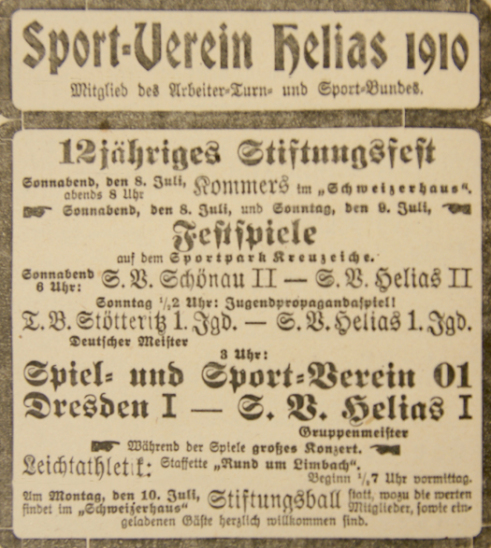 Sport-Verein Helias 1910
Mitglied des Arbeiter-Turn- und Sport-Bundes.
12jähriges Stiftungsfest
Sonnabend, den 8. Juli, abends 8 Uhr Kommers im „Schweizerhaus“.
Sonnabend, den 8. Juli, und Sonntag, den 9. Juli,
Festspiele
auf dem Sportpark Kreuzeiche.
Sonnabend 6 Uhr: S. V. Schönau II — S. V. Helias II
Sonntag ½2 Uhr: Jugendpropagandaspiel!
T. B. Stötteritz 1. Jgd. — S. V. Helias 1. Jgd.
Deutscher Meister
3 Uhr:
Spiel- und Sport-Verein 01
Dresden I — S. V. Helias I
Gruppenmeister
Während der Spiele großes Konzert.
Leichtathletik: Staffette „Rund um Limbach“.
Beginn ½7 Uhr vormittag.
Am Montag, den 10. Juli, findet im „Schweizerhaus“ Stiftungsball statt, wozu die werten Mitglieder, sowie ein-
geladenen Gäste herzlich willkommen sind.